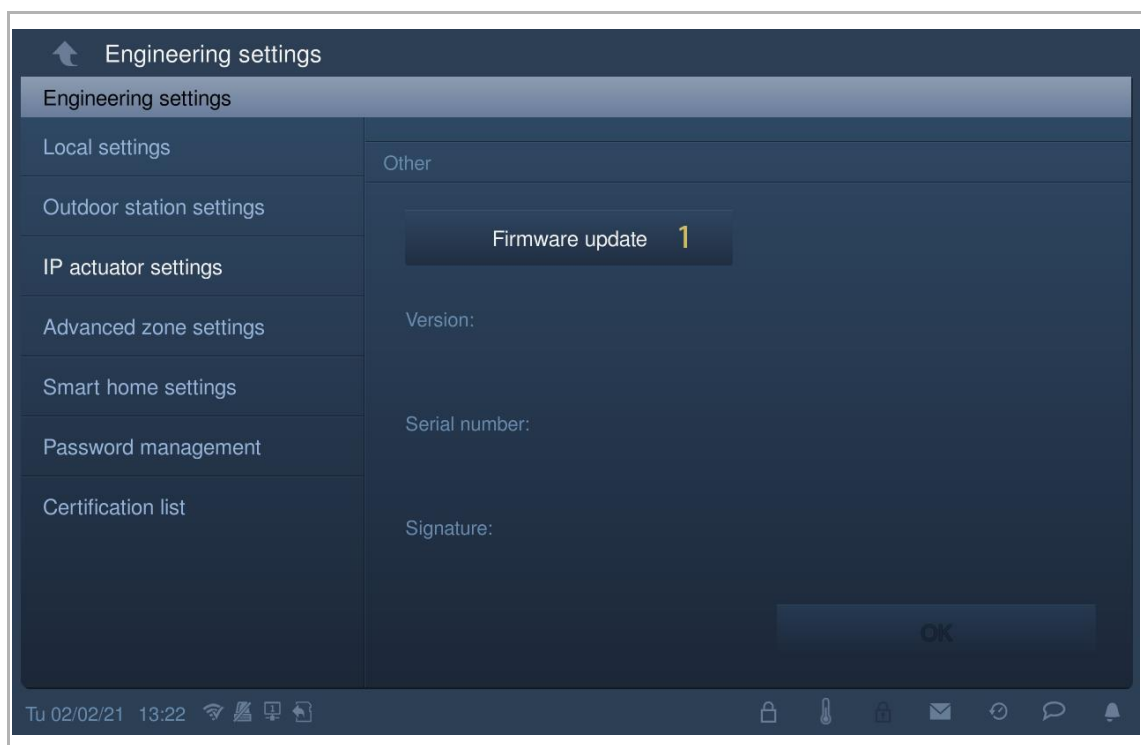 Engineering settings
Engineering settings
Local settings
Outdoor station settings
IP actuator settings
Advanced zone settings
Smart home settings
Password management
Certification list
Other
Firmware update 1
Version:
Serial number:
Signature:
OK
Tu 02/02/21 13:22